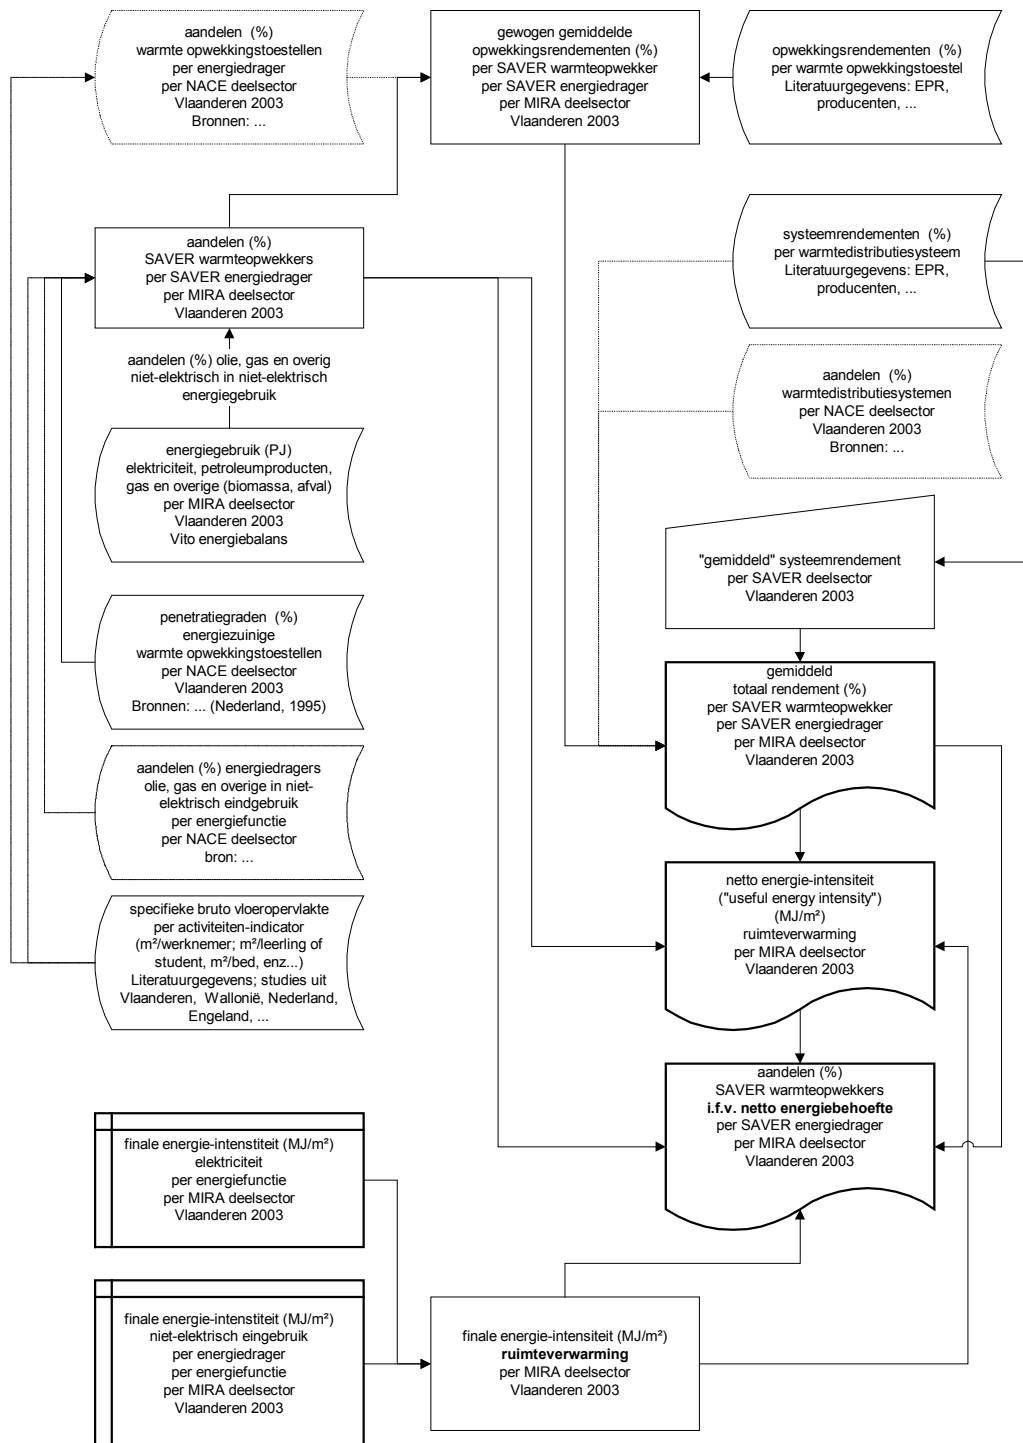 aandelen (%)
warmte opwekkingstoestellen
per energiedrager
per NACE deelsector
Vlaanderen 2003
Bronnen: ...
gewogen gemiddelde
opwekkingsrendementen (%)
per SAVER warmteopwekker
per SAVER energiedrager
per MIRA deelsector
Vlaanderen 2003
opwekkingsrendementen (%)
per warmte opwekkingstoestel
Literatuurgegevens: EPR,
producenten, ...
aandelen (%)
SAVER warmteopwekkers
per SAVER energiedrager
per MIRA deelsector
Vlaanderen 2003
systeemrendementen (%)
per warmtedistributiesysteem
Literatuurgegevens: EPR,
producenten, ...
aandelen (%) olie, gas en overig
niet-elektrisch in niet-elektrisch
energiegebruik
aandelen (%)
warmtedistributiesystemen
per NACE deelsector
Vlaanderen 2003
Bronnen: ...
energiegebruik (PJ)
elektriciteit, petroleumproducten,
gas en overige (biomassa, afval)
per MIRA deelsector
Vlaanderen 2003
Vito energiebalans
"gemiddeld" systeemrendement
per SAVER deelsector
Vlaanderen 2003
penetratiegraden (%)
energiezuinige
warmte opwekkingstoestellen
per NACE deelsector
Vlaanderen 2003
Bronnen: ... (Nederland, 1995)
gemiddeld
totaal rendement (%)
per SAVER warmteopwekker
per SAVER energiedrager
per MIRA deelsector
Vlaanderen 2003
aandelen (%) energiedragers
olie, gas en overige in niet-
elektrisch eindgebruik
per energiefunctie
per NACE deelsector
bron: ...
netto energie-intensiteit
("useful energy intensity")
(MJ/m²)
ruimteverwarming
per MIRA deelsector
Vlaanderen 2003
specifieke bruto vloeropervlakte
per activiteiten-indicator
(m²/werknemer; m²/leerling of
student, m²/bed, enz...)
Literatuurgegevens; studies uit
Vlaanderen, Wallonië, Nederland,
Engeland, ...
aandelen (%)
SAVER warmteopwekkers
i.f.v. netto energiebehoefte
per SAVER energiedrager
per MIRA deelsector
Vlaanderen 2003
finale energie-intenstiteit (MJ/m²)
elektriciteit
per energiefunctie
per MIRA deelsector
Vlaanderen 2003
finale energie-intenstiteit (MJ/m²)
niet-elektrisch eingebruik
per energiedrager
per energiefunctie
per MIRA deelsector
Vlaanderen 2003
finale energie-intensiteit (MJ/m²)
ruimteverwarming
per MIRA deelsector
Vlaanderen 2003